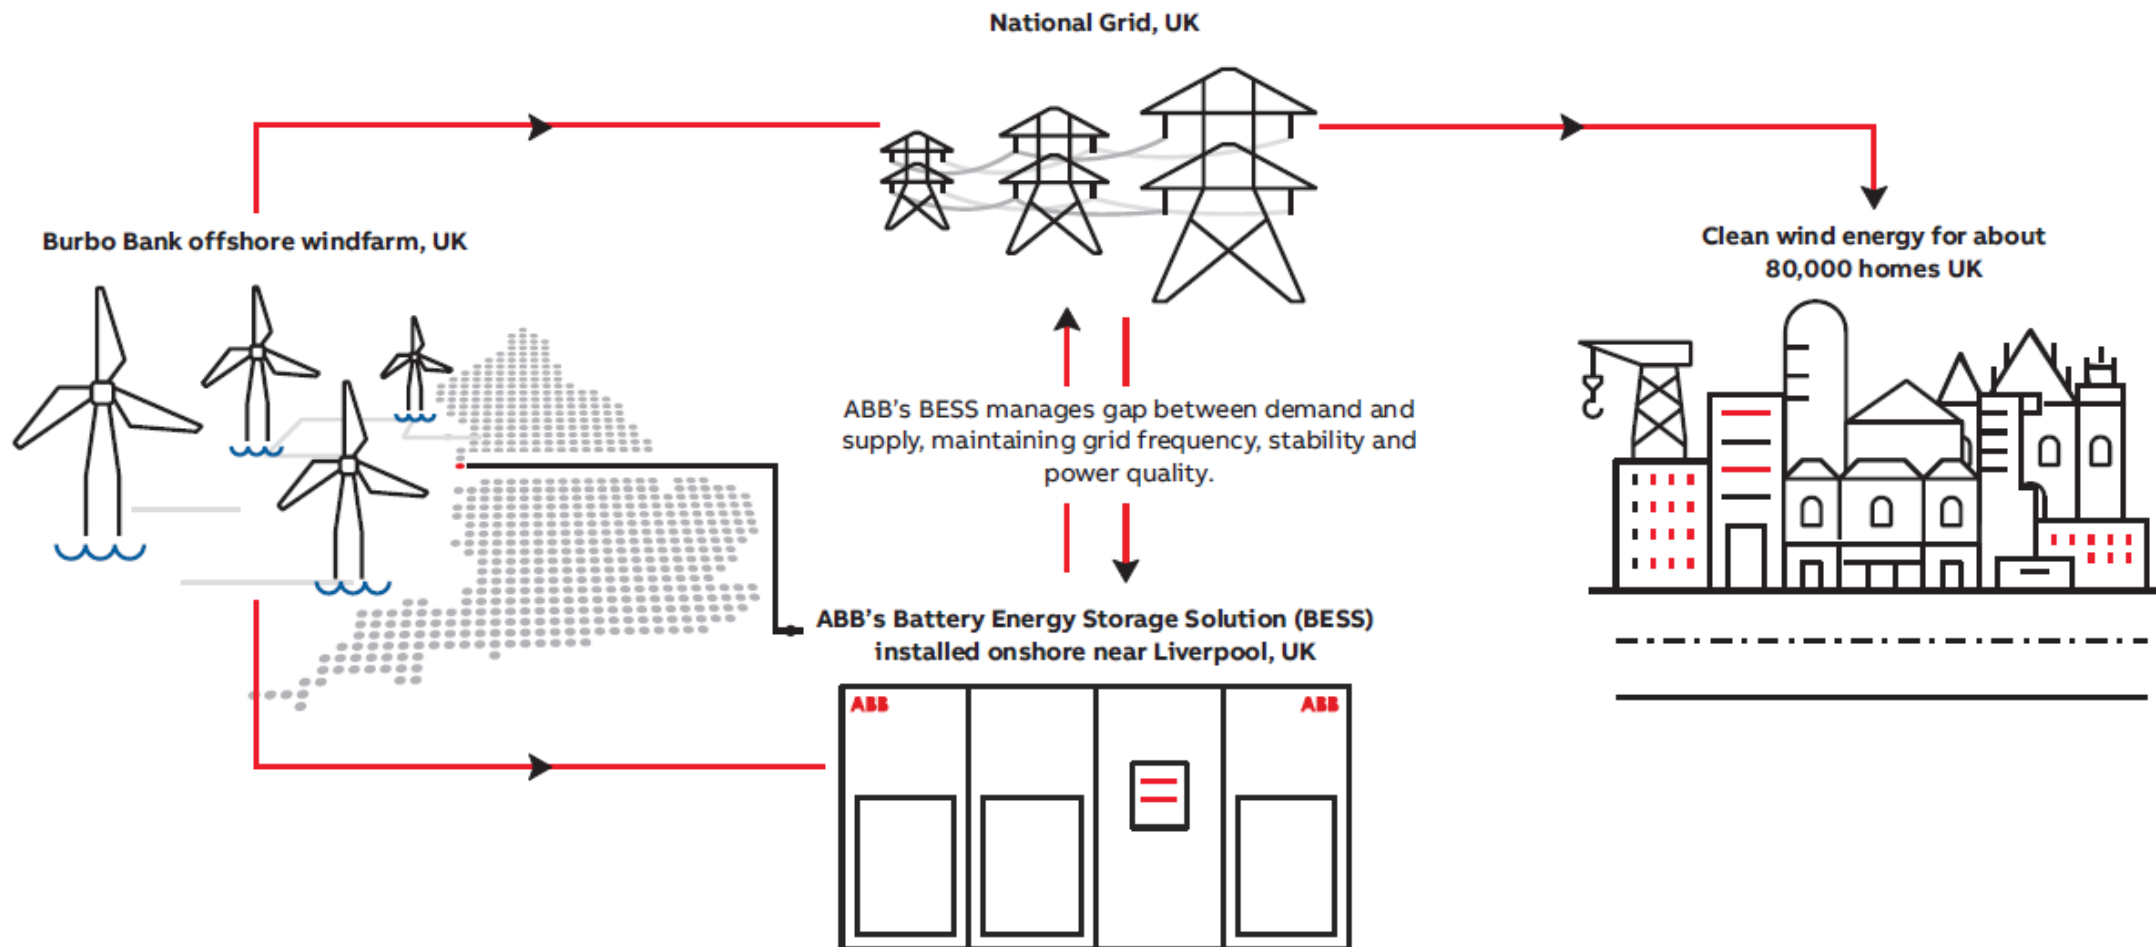 National Grid, UK
Burbo Bank offshore windfarm, UK
Clean wind energy for about
80,000 homes UK
ABB's BESS manages gap between demand and
supply, maintaining grid frequency, stability and
power quality.
ABB's Battery Energy Storage Solution (BESS)
installed onshore near Liverpool, UK
ABB
ABB